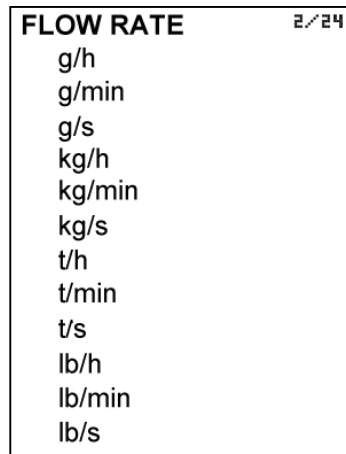 FLOW RATE 2/24
g/h
g/min
g/s
kg/h
kg/min
kg/s
t/h
t/min
t/s
lb/h
lb/min
lb/s